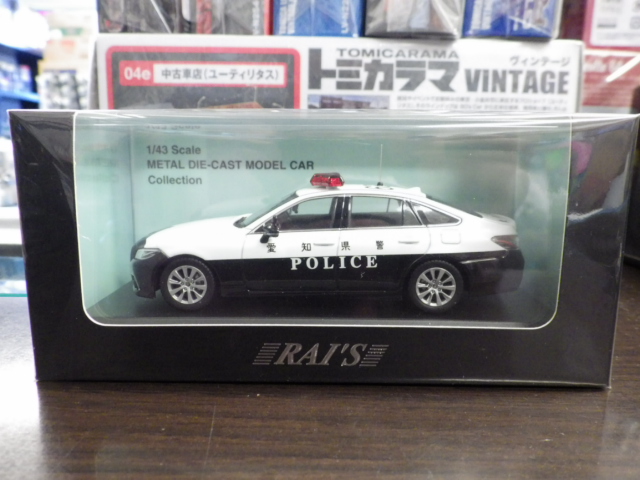 TOMICARAMA
04e 中古車店(ユーティリタス)
トミカラマ VINTAGE
ヴィンテージ
1/43 Scale
METAL DIE-CAST MODEL CAR
Collection
愛知県警
POLICE
RAI'S